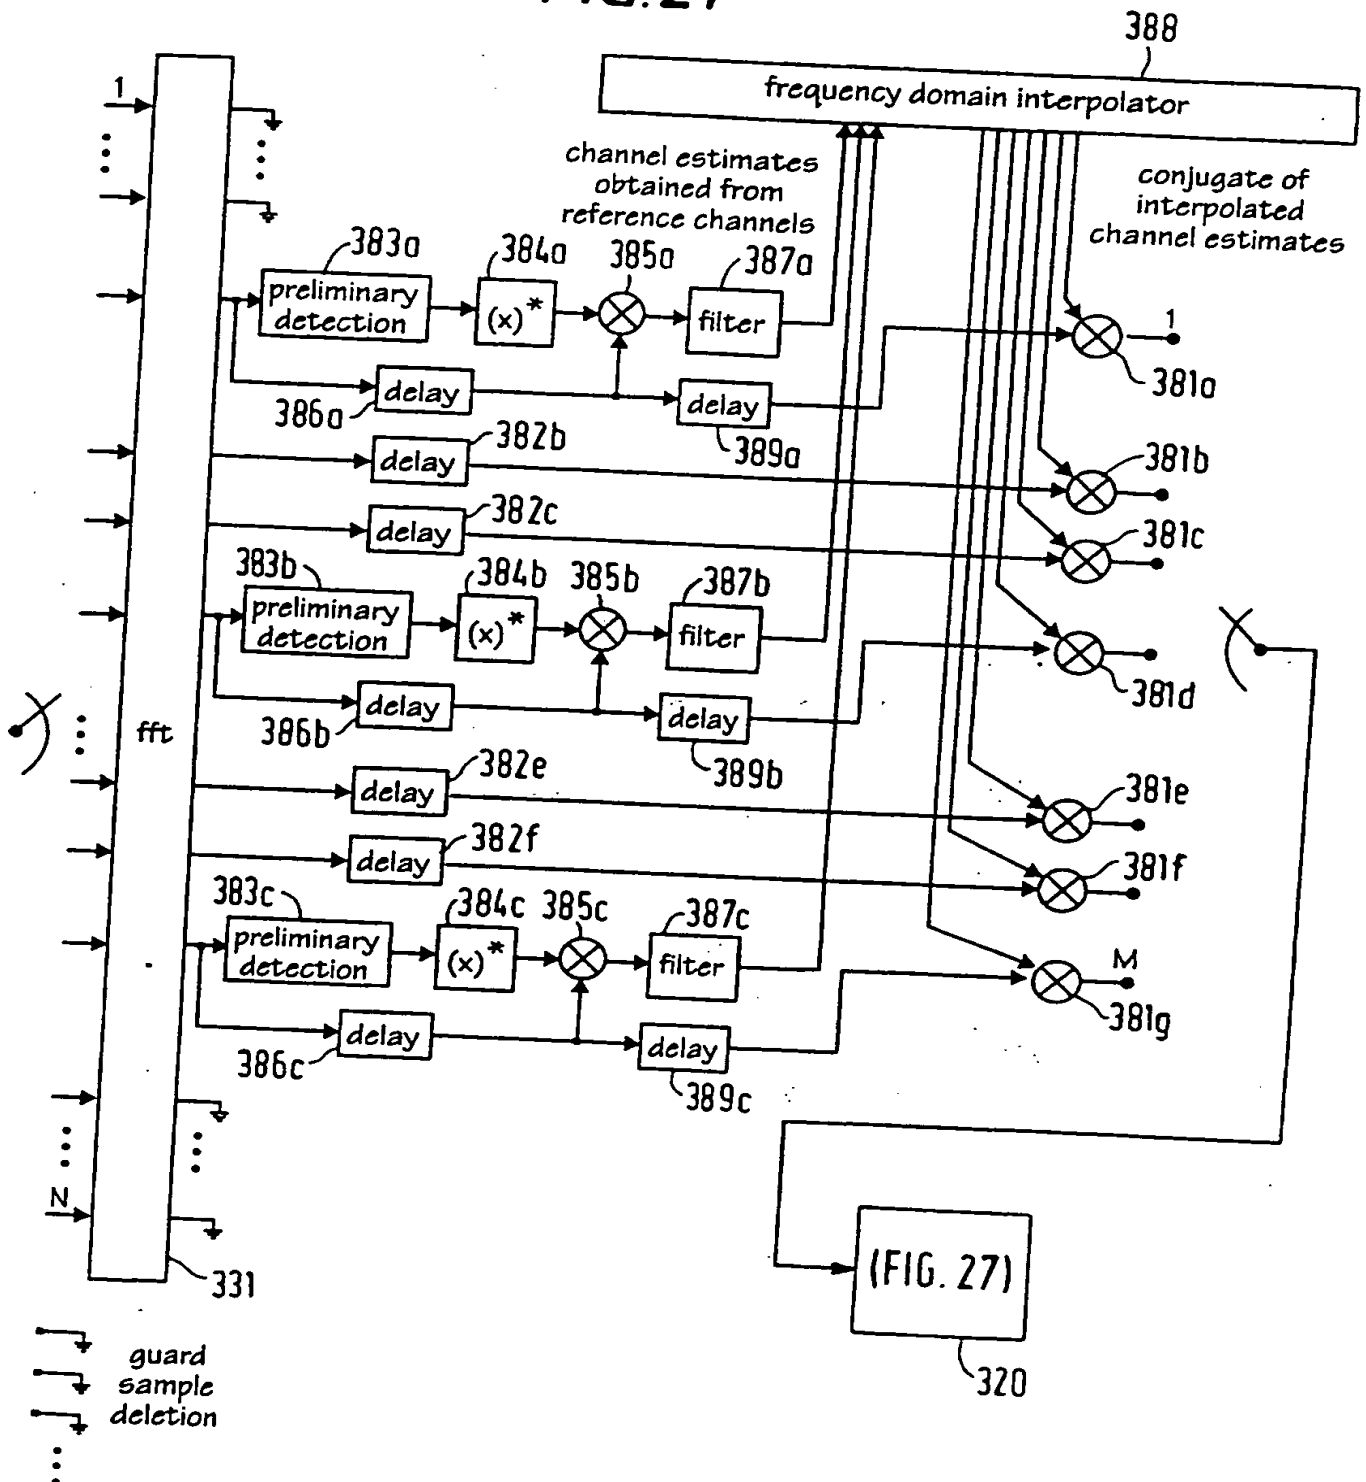 388
frequency domain interpolator
1
channel estimates
obtained from
reference channels
conjugate of
interpolated
channel estimates
383a
384a
385a
387a
preliminary
detection
(x)*
filter
1
381a
delay
386a
delay
389a
382b
delay
381b
382c
delay
381c
383b
384b
385b
387b
preliminary
detection
(x)*
filter
381d
delay
386b
delay
389b
fft
382e
delay
381e
382f
delay
381f
383c
384c
385c
387c
preliminary
detection
(x)*
filter
M
381g
delay
386c
delay
389c
N
331
(FIG. 27)
320
guard
sample
deletion